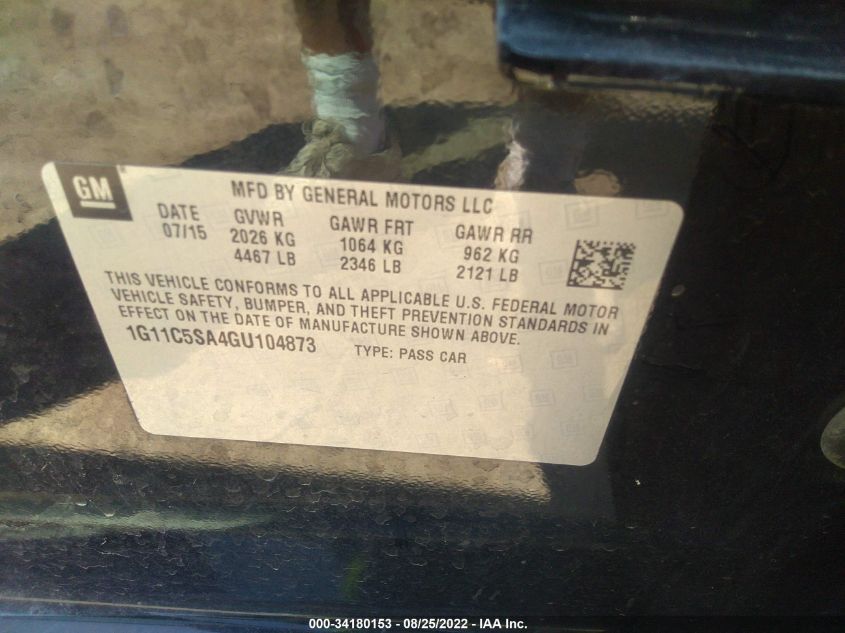 GM
MFD BY GENERAL MOTORS LLC
DATE GVWR GAWR FRT GAWR RR
07/15 2026 KG 1064 KG 962 KG
4467 LB 2346 LB 2121 LB
THIS VEHICLE CONFORMS TO ALL APPLICABLE U.S. FEDERAL MOTOR
VEHICLE SAFETY, BUMPER, AND THEFT PREVENTION STANDARDS IN
EFFECT ON THE DATE OF MANUFACTURE SHOWN ABOVE.
1G11C5SA4GU104873 TYPE: PASS CAR
000-34180153 - 08/25/2022 - IAA Inc.